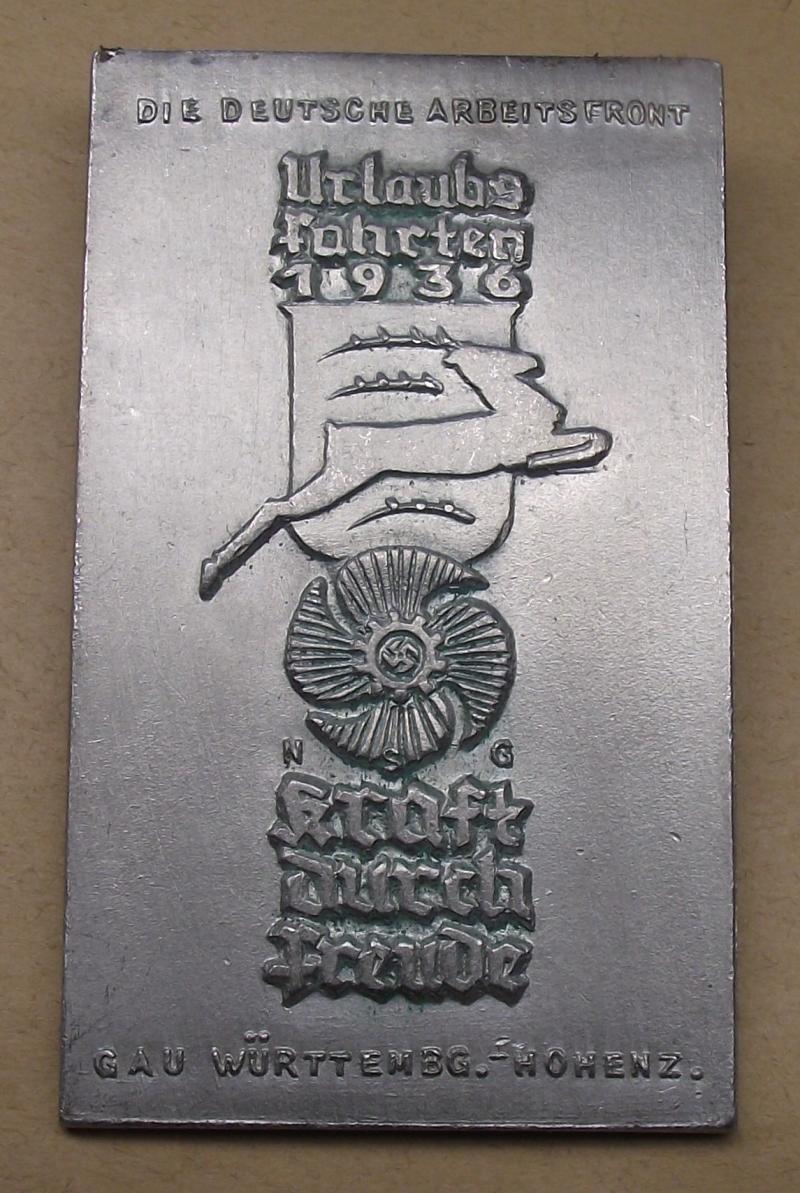 DIE DEUTSCHE ARBEITSFRONT
Urlaubs
fahrten
1936
N S G
Kraft
durch
Freude
GAU WÜRTTEMBG.-HOHENZ.